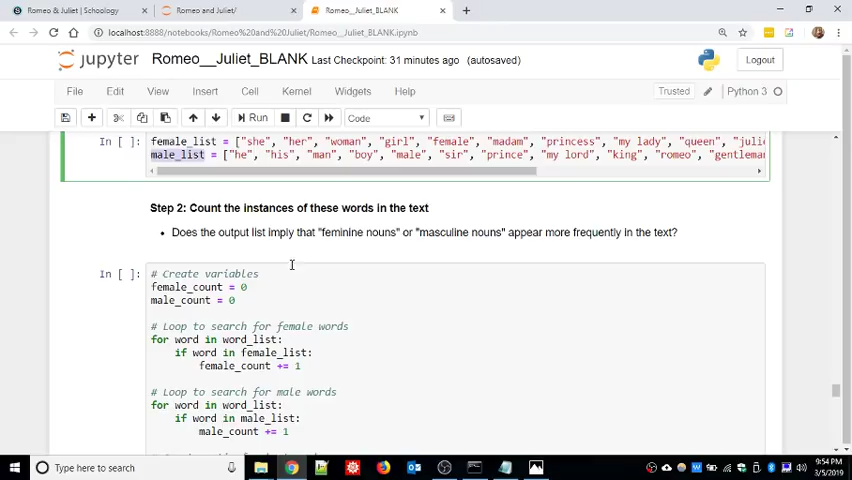 Romeo & Juliet | Schoology
Romeo and Juliet/
Romeo__Juliet_BLANK
localhost:8888/notebooks/Romeo%20and%20Juliet/Romeo__Juliet_BLANK.ipynb
jupyter Romeo__Juliet_BLANK Last Checkpoint: 31 minutes ago (autosaved)
Logout
File Edit View Insert Cell Kernel Widgets Help
Trusted Python 3
Run Code
In [ ]: female_list = ["she", "her", "woman", "girl", "female", "madam", "princess", "my lady", "queen", "julie
male_list = ["he", "his", "man", "boy", "male", "sir", "prince", "my lord", "king", "romeo", "gentleman
Step 2: Count the instances of these words in the text
• Does the output list imply that "feminine nouns" or "masculine nouns" appear more frequently in the text?
In [ ]: # Create variables
female_count = 0
male_count = 0
# Loop to search for female words
for word in word_list:
if word in female_list:
female_count += 1
# Loop to search for male words
for word in word_list:
if word in male_list:
male_count += 1
Type here to search
9:54 PM
3/5/2019